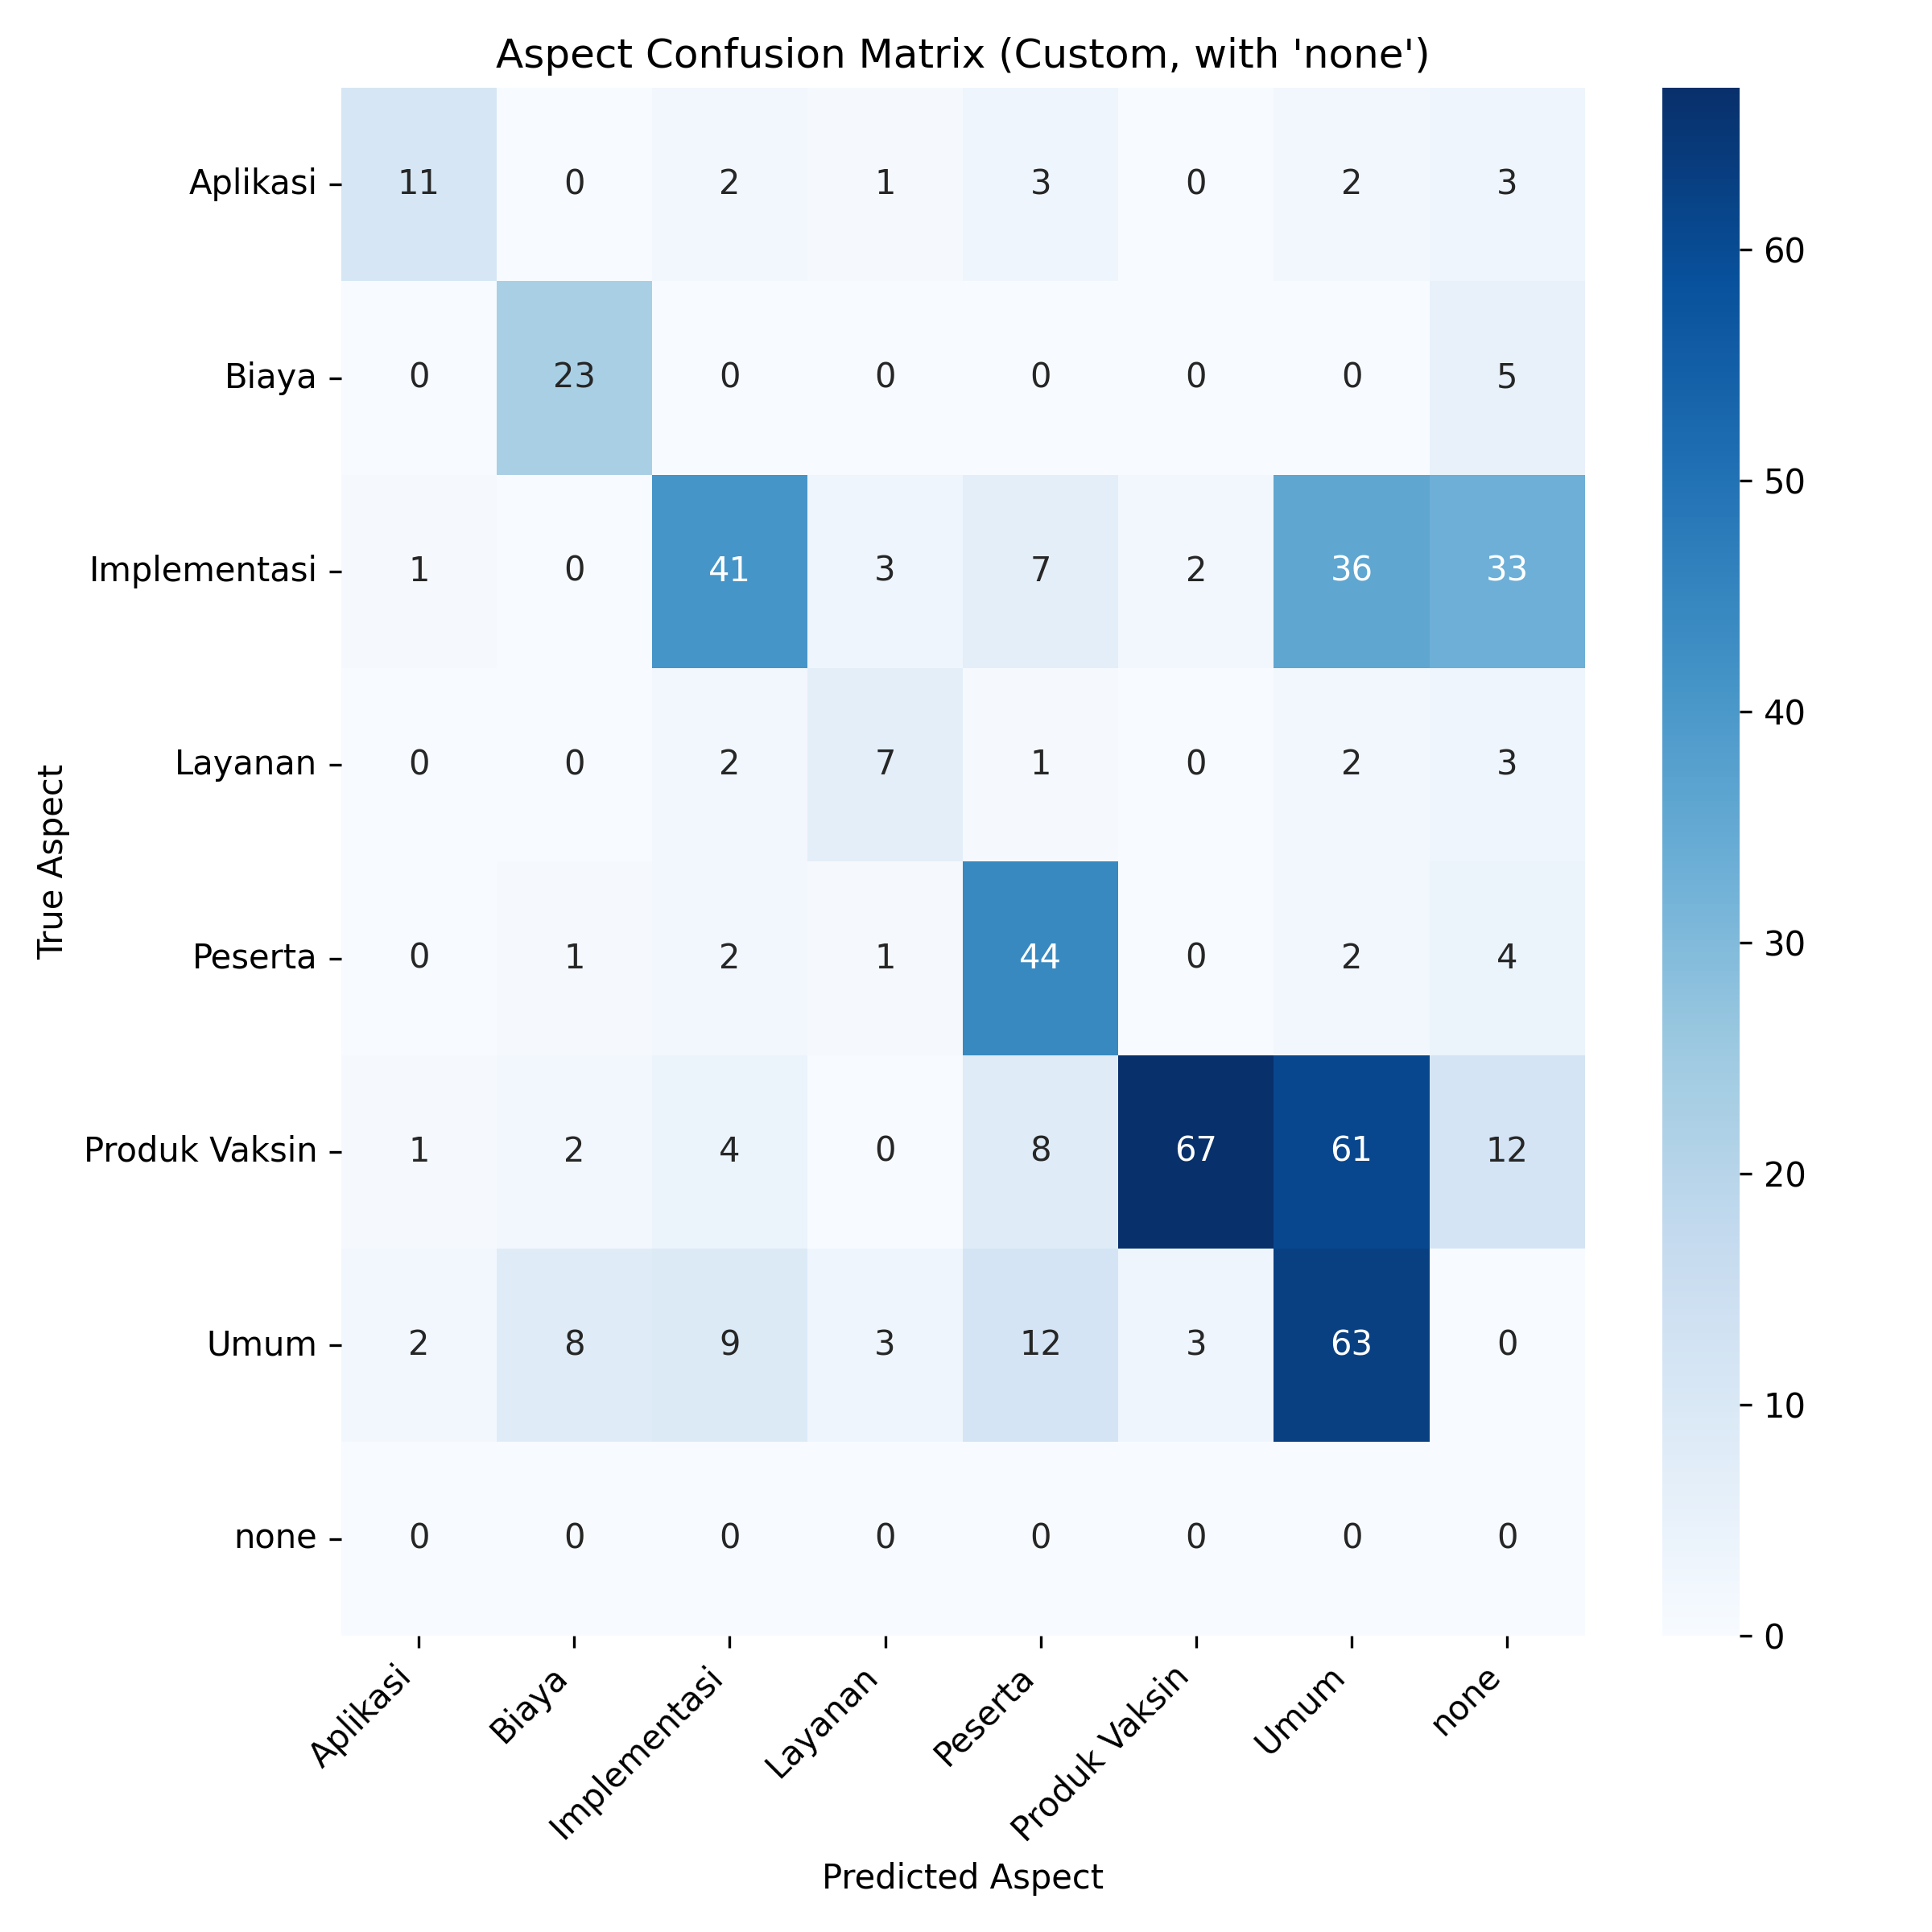 Aspect Confusion Matrix (Custom, with 'none')
True Aspect
Aplikasi 11 0 2 1 3 0 2 3
Biaya 0 23 0 0 0 0 0 5
Implementasi 1 0 41 3 7 2 36 33
Layanan 0 0 2 7 1 0 2 3
Peserta 0 1 2 1 44 0 2 4
Produk Vaksin 1 2 4 0 8 67 61 12
Umum 2 8 9 3 12 3 63 0
none 0 0 0 0 0 0 0 0
Aplikasi Biaya Implementasi Layanan Peserta Produk Vaksin Umum none
Predicted Aspect
60
50
40
30
20
10
0